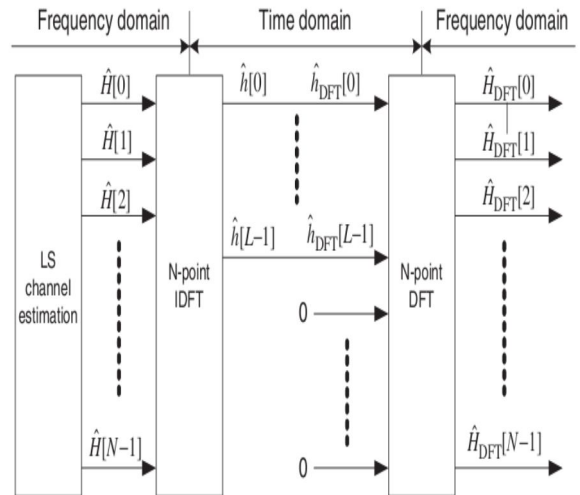 Frequency domain Time domain Frequency domain
Ĥ[0] ĥ[0] ĥ_DFT[0] Ĥ_DFT[0]
Ĥ[1] Ĥ_DFT[1]
Ĥ[2] Ĥ_DFT[2]
ĥ[L–1] ĥ_DFT[L–1]
LS
channel
estimation
N-point
IDFT
N-point
DFT
0
0
Ĥ[N–1] Ĥ_DFT[N–1]